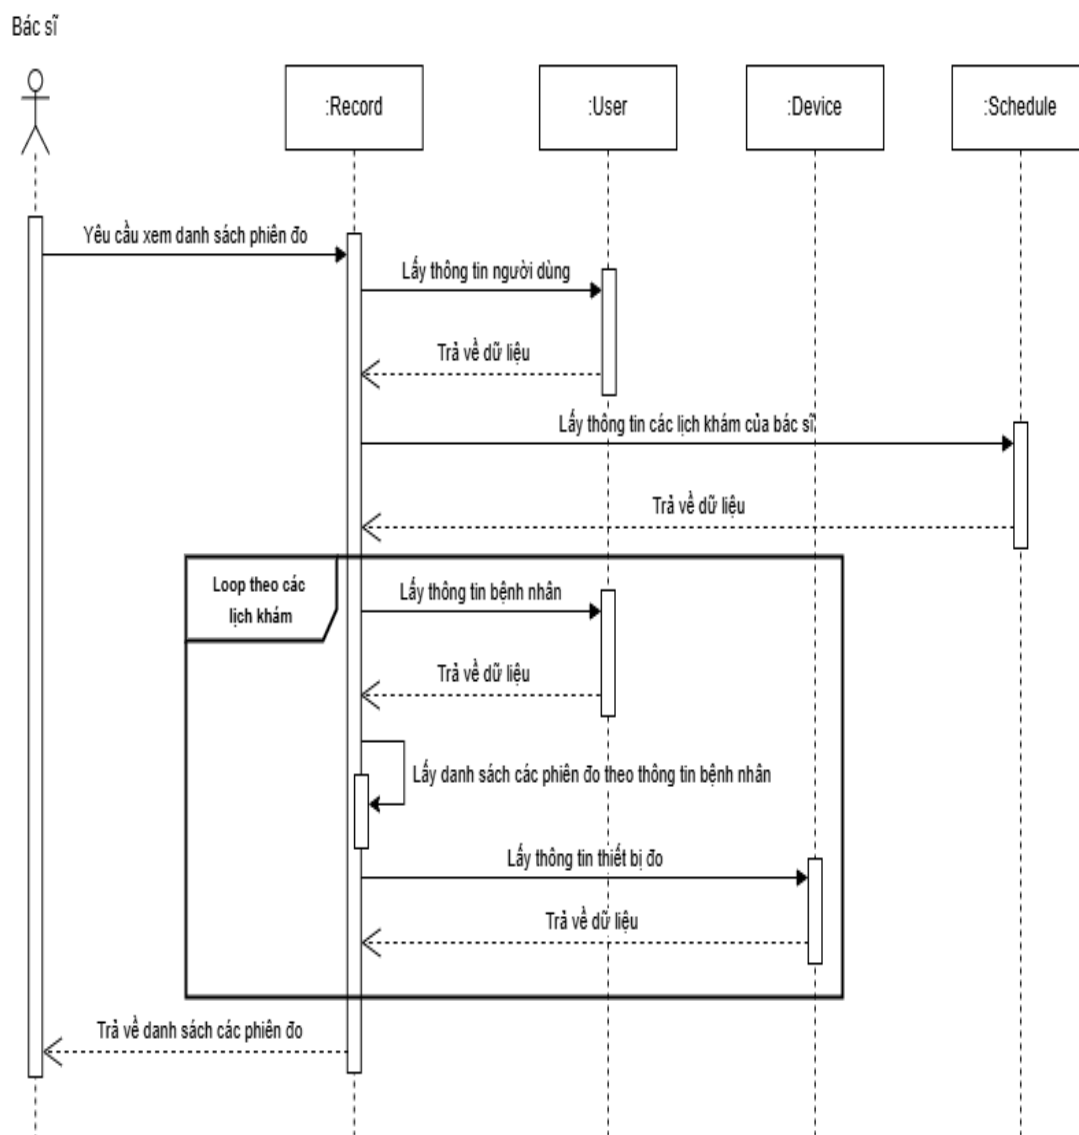 Bác sĩ
:Record
:User
:Device
:Schedule
Yêu cầu xem danh sách phiên đo
Lấy thông tin người dùng
Trả về dữ liệu
Lấy thông tin các lịch khám của bác sĩ
Trả về dữ liệu
Loop theo các
lịch khám
Lấy thông tin bệnh nhân
Trả về dữ liệu
Lấy danh sách các phiên đo theo thông tin bệnh nhân
Lấy thông tin thiết bị đo
Trả về dữ liệu
Trả về danh sách các phiên đo